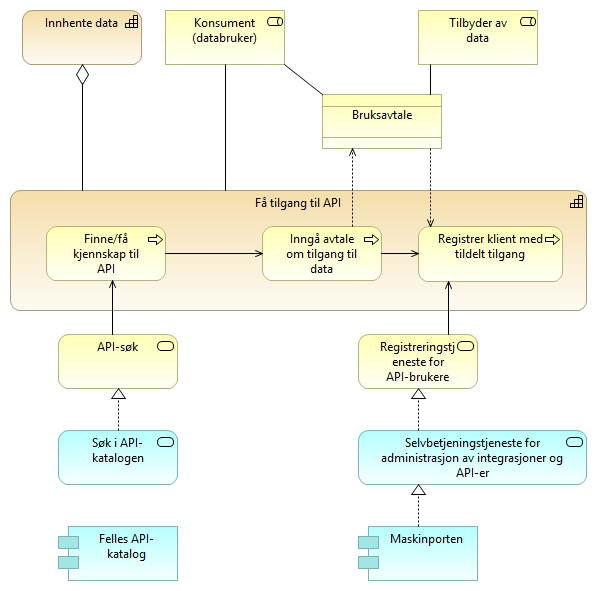 Innhente data
Konsument
(databruker)
Tilbyder av
data
Bruksavtale
Få tilgang til API
Finne/få
kjennskap til
API
Inngå avtale
om tilgang til
data
Registrer klient med
tildelt tilgang
API-søk
Registreringstj
eneste for
API-brukere
Søk i API-
katalogen
Selvbetjeningstjeneste for
administrasjon av integrasjoner og
API-er
Felles API-
katalog
Maskinporten